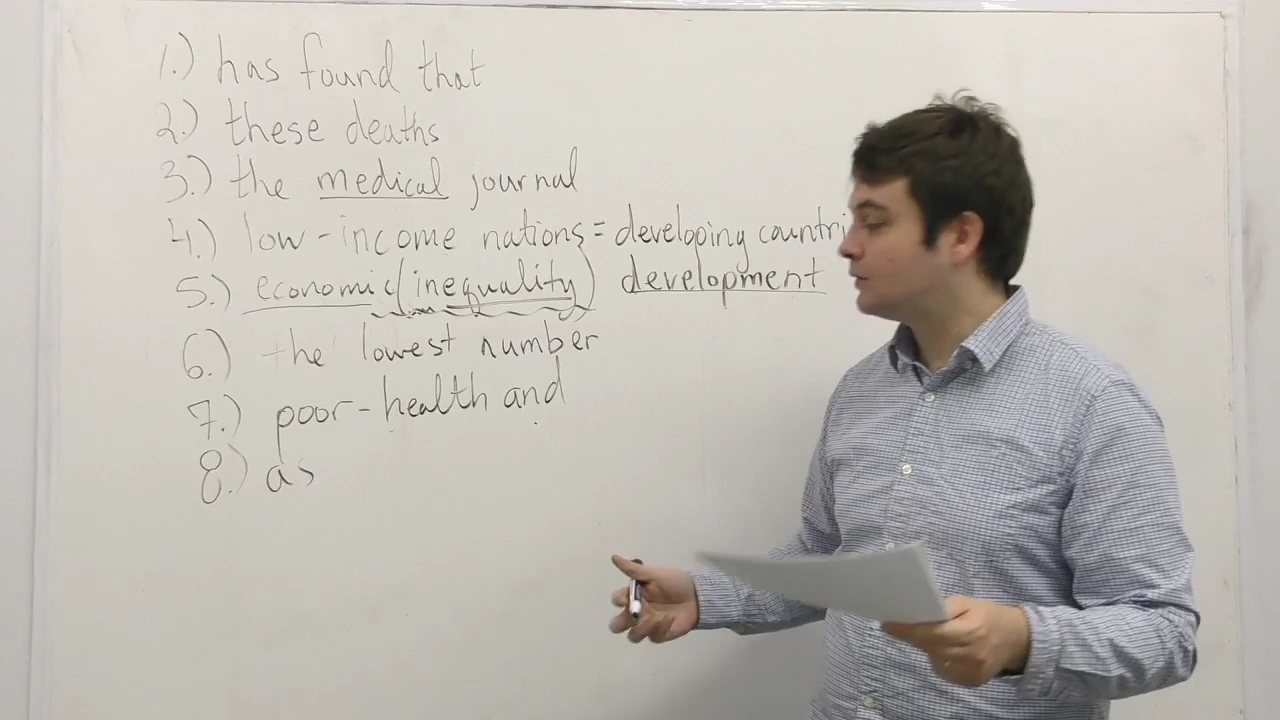 1.) has found that
2.) these deaths
3.) the medical journal
4.) low-income nations = developing countri
5.) economic (inequality) development
6.) the lowest number
7.) poor-health and
8.) as